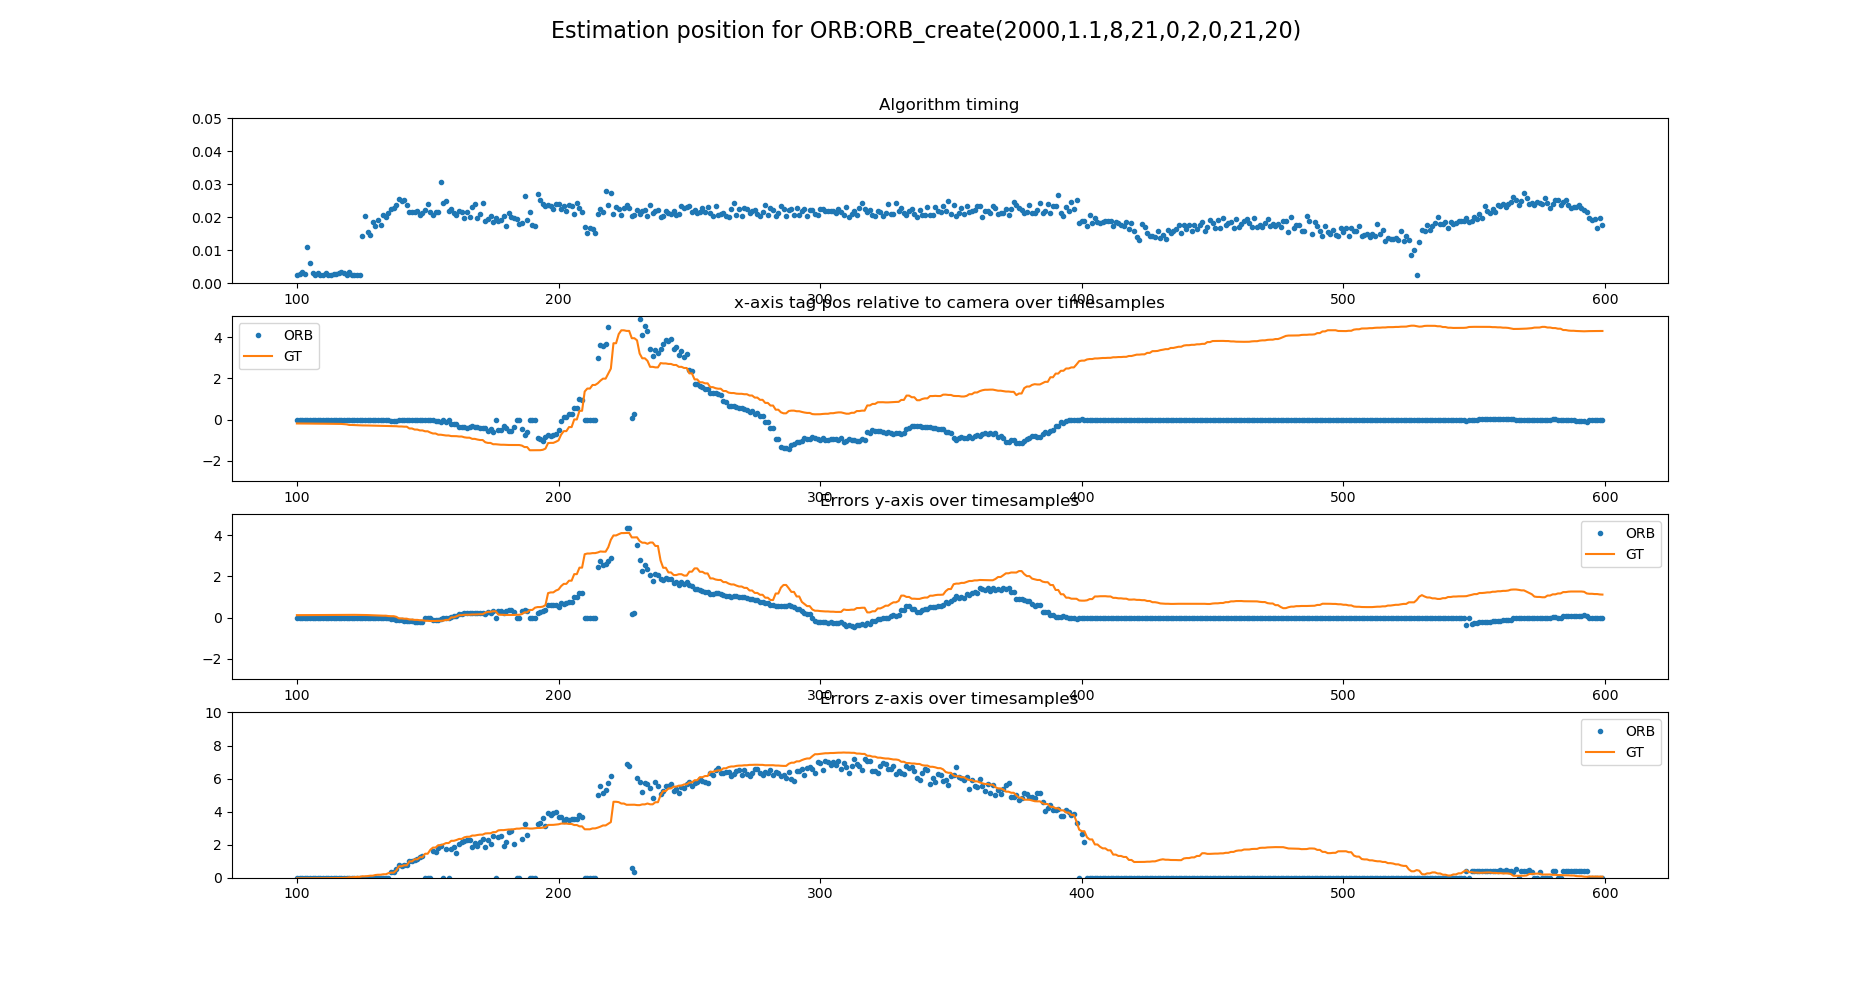 Estimation position for ORB:ORB_create(2000,1.1,8,21,0,2,0,21,20)
Algorithm timing
0.05
0.04
0.03
0.02
0.01
0.00
100 200 300 400 500 600
x-axis tag pos relative to camera over timesamples
ORB
GT
4
2
0
−2
100 200 300 400 500 600
Errors y-axis over timesamples
ORB
GT
4
2
0
−2
100 200 300 400 500 600
Errors z-axis over timesamples
ORB
GT
10
8
6
4
2
0
100 200 300 400 500 600